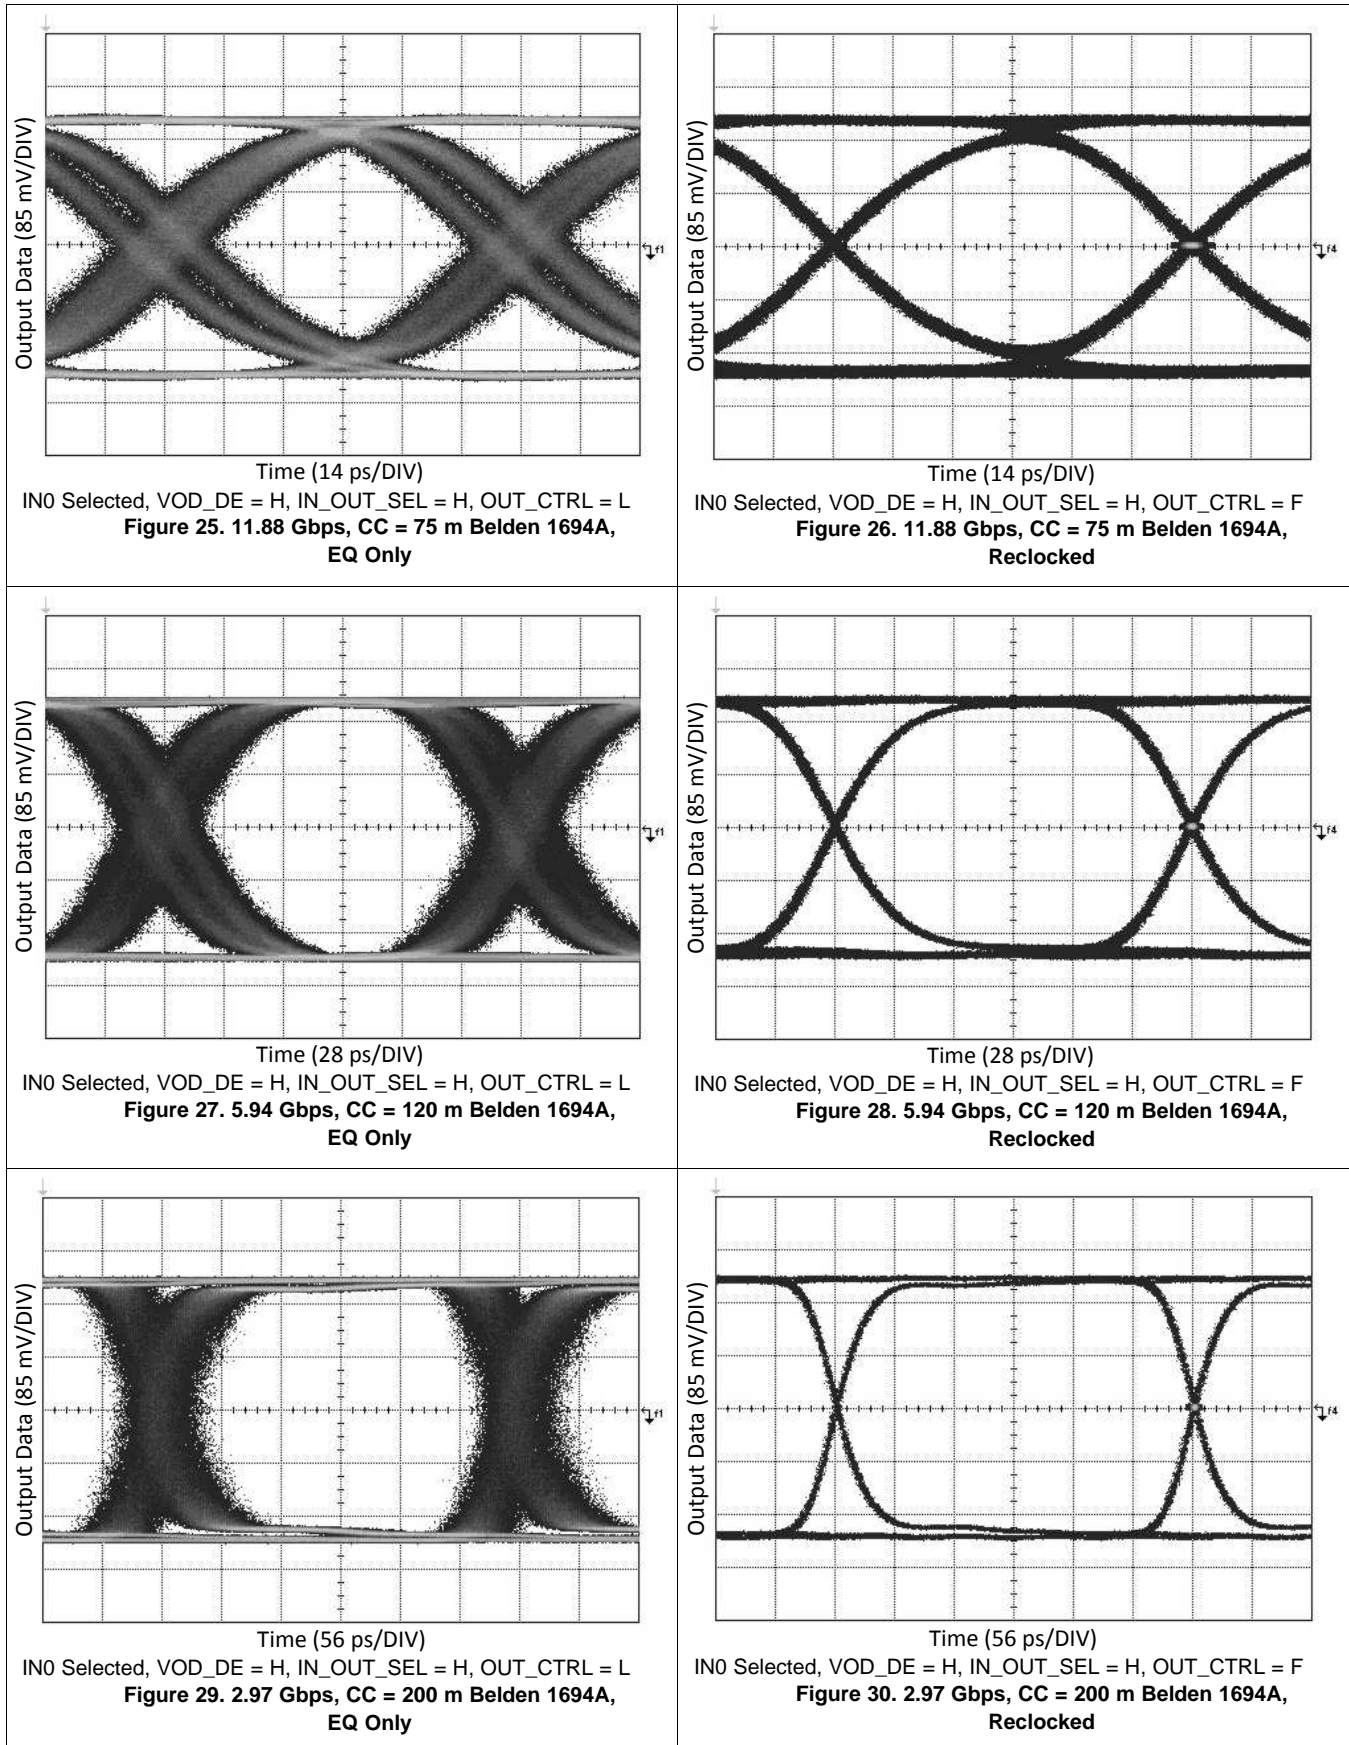 Output Data (85 mV/DIV)
f1
Time (14 ps/DIV)
IN0 Selected, VOD_DE = H, IN_OUT_SEL = H, OUT_CTRL = L
Figure 25. 11.88 Gbps, CC = 75 m Belden 1694A,
EQ Only
Output Data (85 mV/DIV)
f4
Time (14 ps/DIV)
IN0 Selected, VOD_DE = H, IN_OUT_SEL = H, OUT_CTRL = F
Figure 26. 11.88 Gbps, CC = 75 m Belden 1694A,
Reclocked
Output Data (85 mV/DIV)
f1
Time (28 ps/DIV)
IN0 Selected, VOD_DE = H, IN_OUT_SEL = H, OUT_CTRL = L
Figure 27. 5.94 Gbps, CC = 120 m Belden 1694A,
EQ Only
Output Data (85 mV/DIV)
f4
Time (28 ps/DIV)
IN0 Selected, VOD_DE = H, IN_OUT_SEL = H, OUT_CTRL = F
Figure 28. 5.94 Gbps, CC = 120 m Belden 1694A,
Reclocked
Output Data (85 mV/DIV)
f1
Time (56 ps/DIV)
IN0 Selected, VOD_DE = H, IN_OUT_SEL = H, OUT_CTRL = L
Figure 29. 2.97 Gbps, CC = 200 m Belden 1694A,
EQ Only
Output Data (85 mV/DIV)
f4
Time (56 ps/DIV)
IN0 Selected, VOD_DE = H, IN_OUT_SEL = H, OUT_CTRL = F
Figure 30. 2.97 Gbps, CC = 200 m Belden 1694A,
Reclocked